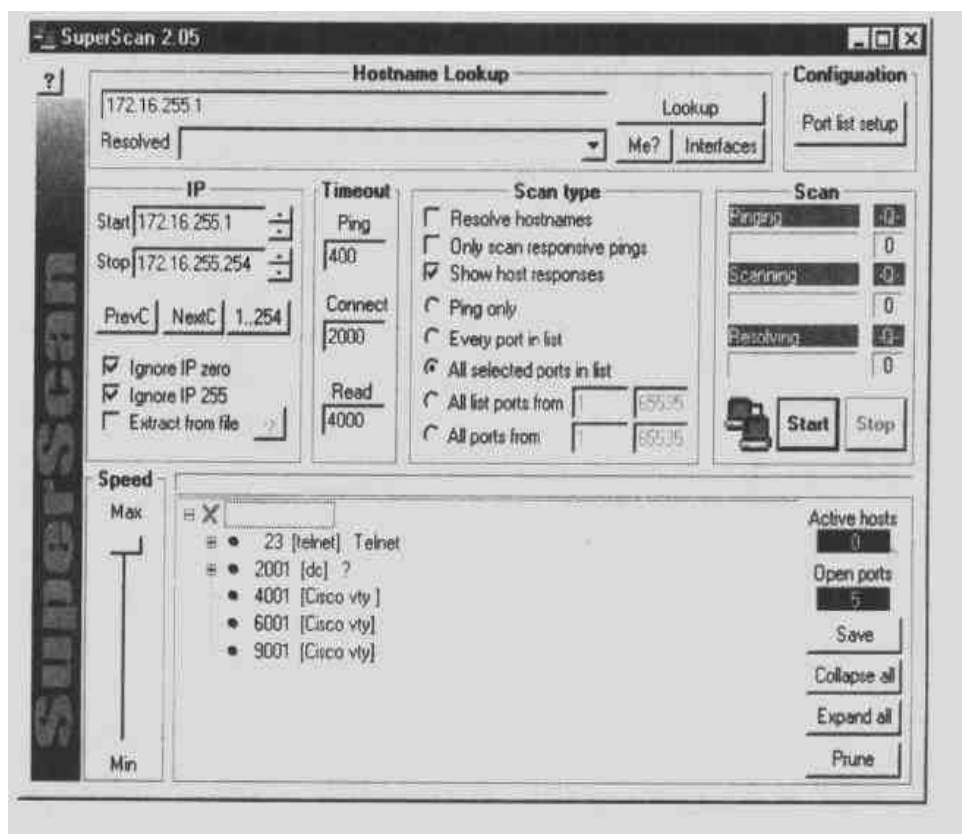 SuperScan 2.05
?
Hostname Lookup
172.16.255.1
Lookup
Resolved
Me?
Interfaces
Configuration
Port list setup
IP
Start 172.16.255.1
Stop 172.16.255.254
PrevC
NextC
1..254
Ignore IP zero
Ignore IP 255
Extract from file
Timeout
Ping
400
Connect
2000
Read
4000
Scan type
Resolve hostnames
Only scan responsive pings
Show host responses
Ping only
Every port in list
All selected ports in list
All list ports from 1 65535
All ports from 1 65535
Scan
Pinging
0
Scanning
0
Resolving
0
Start
Stop
SuperScan
Speed
Max
Min
23 [telnet] Telnet
2001 [dc] ?
4001 [Cisco vty ]
6001 [Cisco vty]
9001 [Cisco vty]
Active hosts
0
Open ports
5
Save
Collapse all
Expand all
Prune